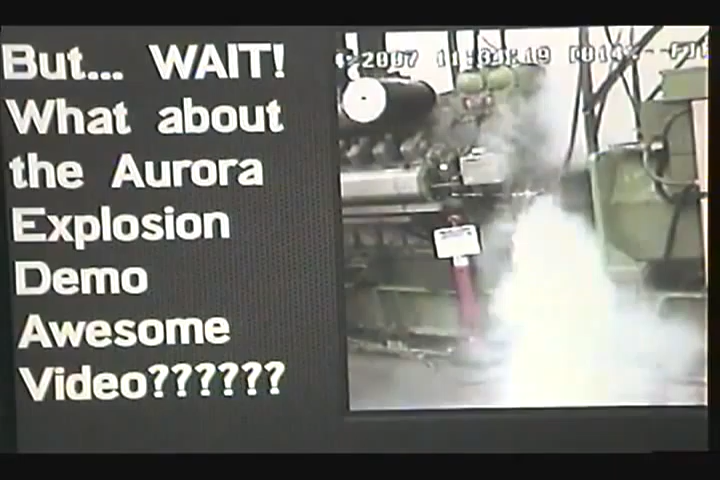 But... WAIT!
What about
the Aurora
Explosion
Demo
Awesome
Video??????